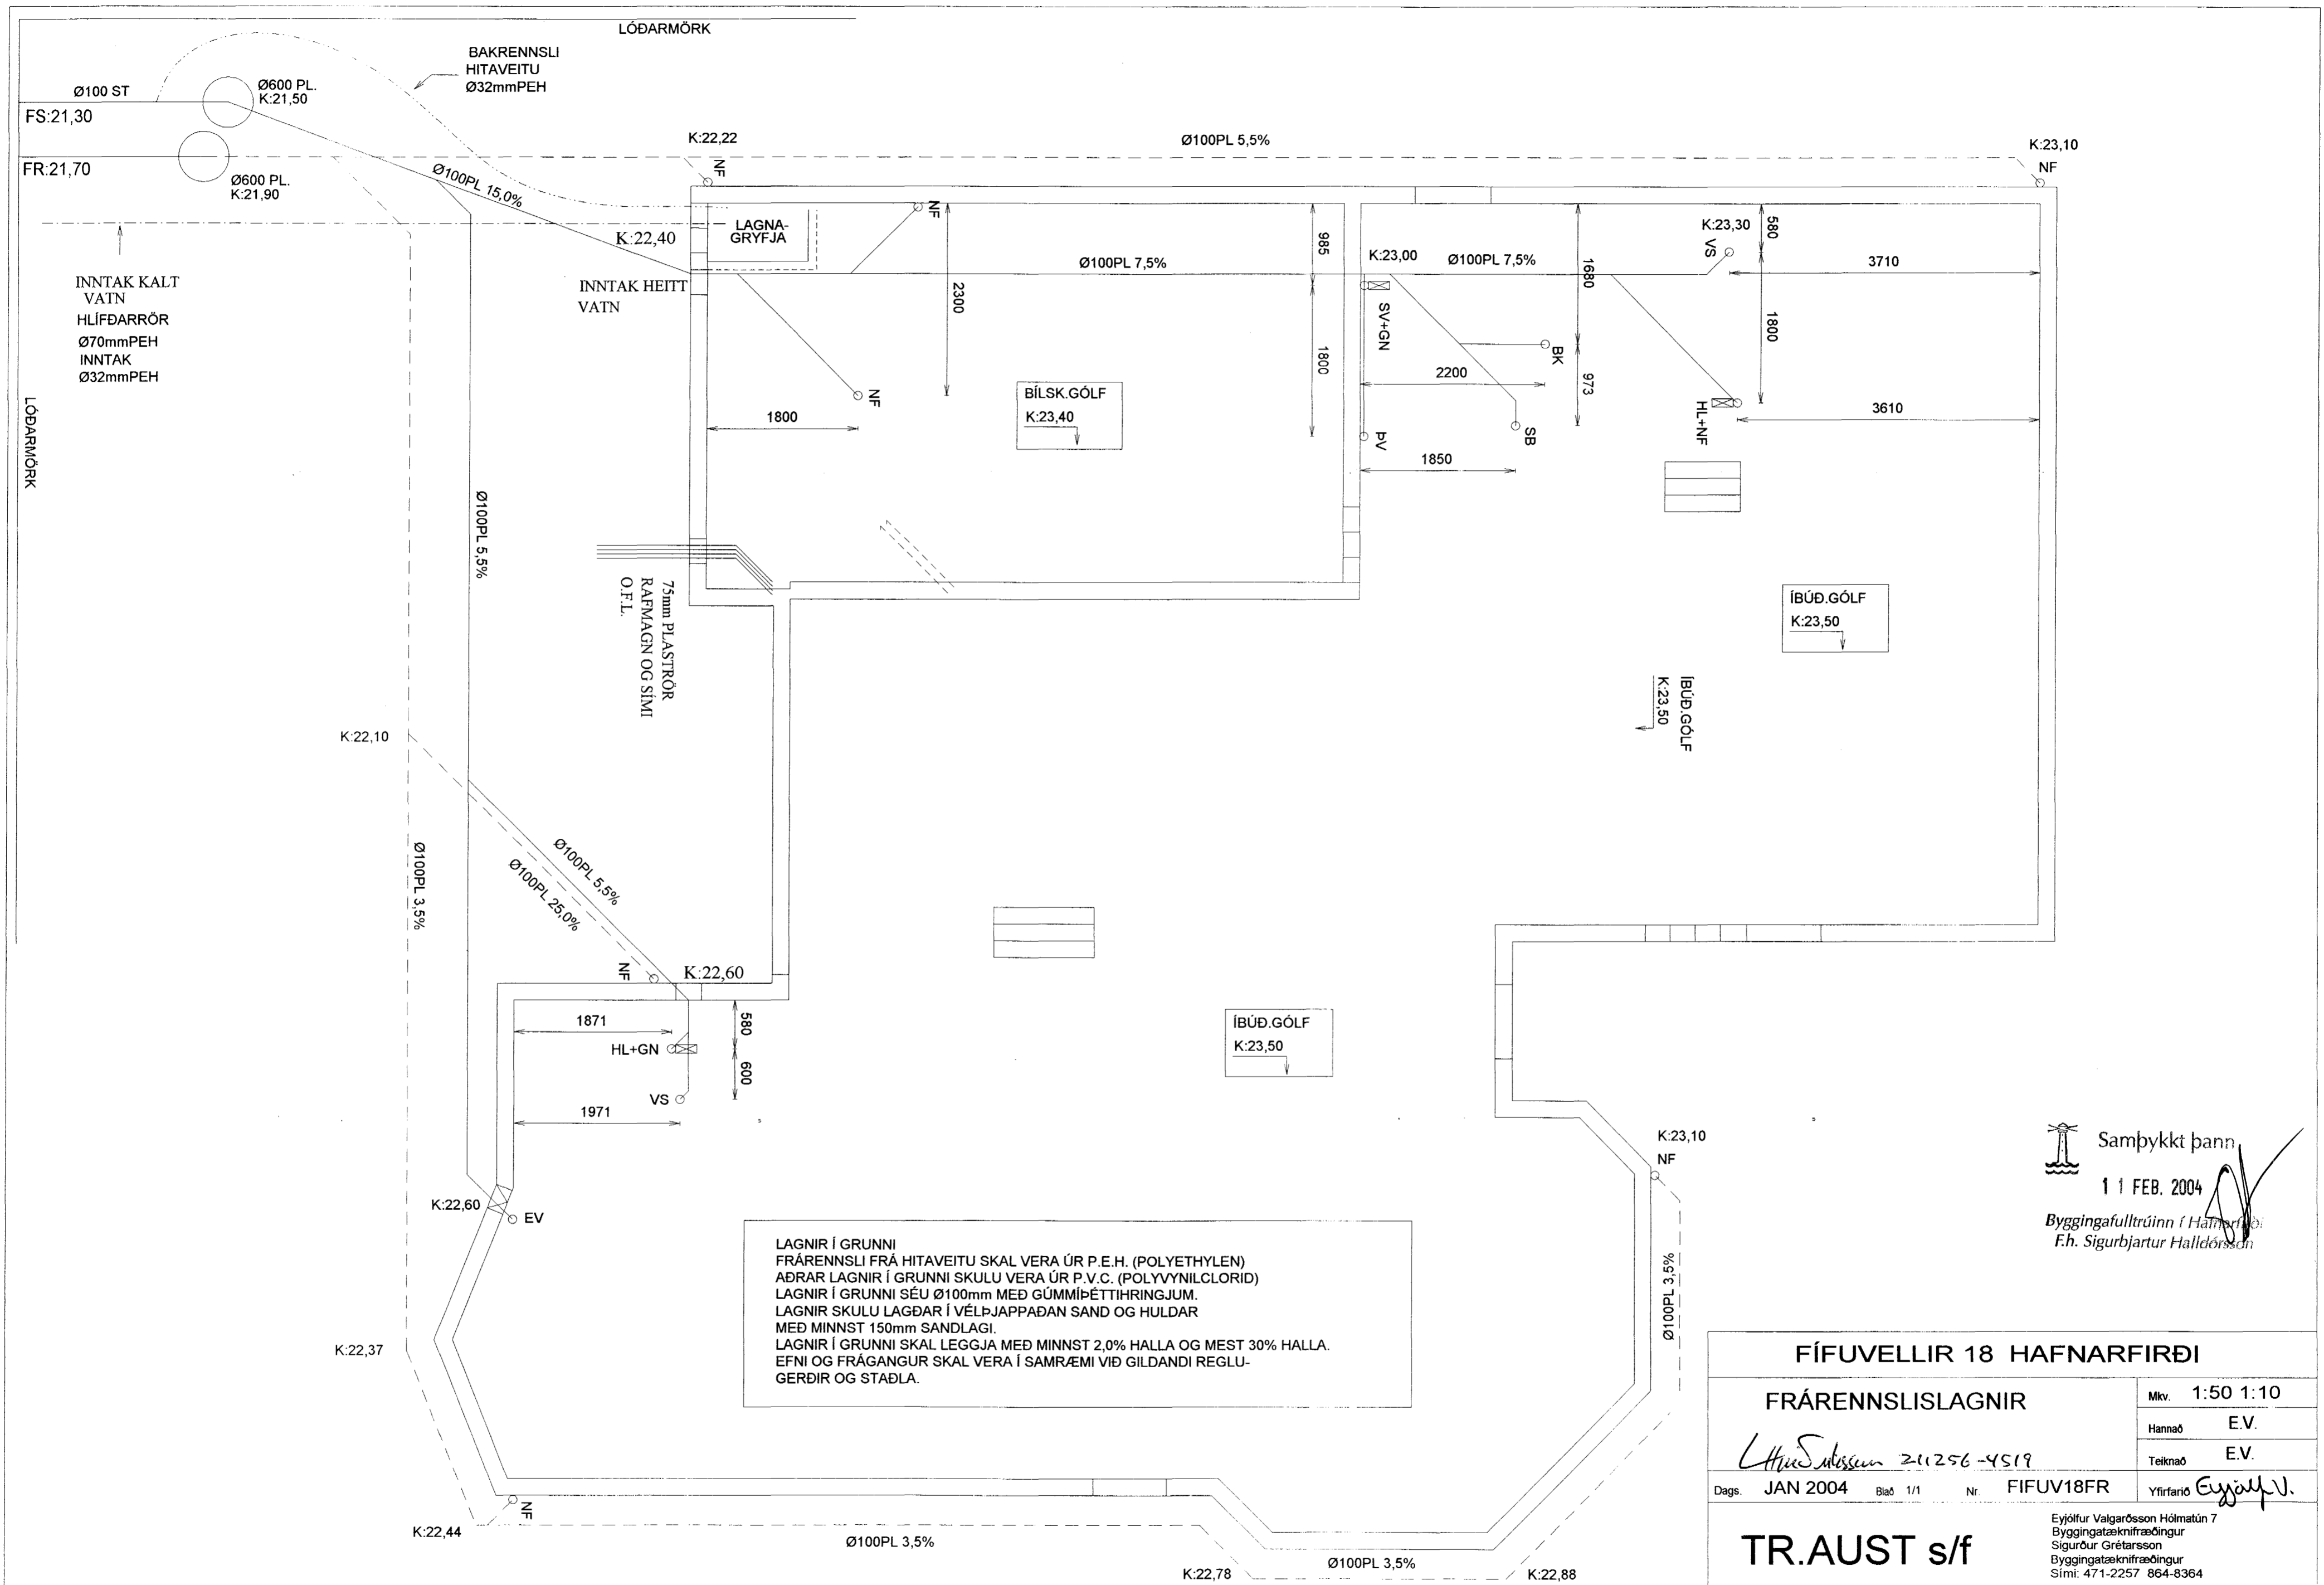 LÓÐARMÖRK
BAKRENNSLI
HITAVEITU
Ø32mmPEH
Ø100 ST
Ø600 PL.
K:21,50
FS:21,30
FR:21,70
Ø600 PL.
K:21,90
Ø100PL 15,0%
K:22,22
NF
Ø100PL 5,5%
K:23,10
NF
INNTAK KALT
VATN
HLÍFÐARRÖR
Ø70mmPEH
INNTAK
Ø32mmPEH
LÓÐARMÖRK
K:22,40
LAGNA-
GRYFJA
INNTAK HEITT
VATN
NF
2300
Ø100PL 7,5%
985
1800
K:23,00
Ø100PL 7,5%
1680
973
K:23,30
VS
580
3710
1800
SV+GN
BK
2200
HL+NF
3610
NF
1800
BÍLSK.GÓLF
K:23,40
ÞV
SB
1850
Ø100PL 5,5%
75mm PLASTRÖR
RAFMAGN OG SÍMI
O.F.L.
ÍBÚÐ.GÓLF
K:23,50
ÍBÚÐ.GÓLF
K:23,50
K:22,10
Ø100PL 3,5%
Ø100PL 5,5%
Ø100PL 25,0%
NF
K:22,60
1871
580
HL+GN
600
VS
1971
ÍBÚÐ.GÓLF
K:23,50
K:23,10
NF
K:22,60
EV
Ø100PL 3,5%
K:22,37
LAGNIR Í GRUNNI
FRÁRENNSLI FRÁ HITAVEITU SKAL VERA ÚR P.E.H. (POLYETHYLEN)
AÐRAR LAGNIR Í GRUNNI SKULU VERA ÚR P.V.C. (POLYVYNILCLORID)
LAGNIR Í GRUNNI SÉU Ø100mm MEÐ GÚMMÍÞÉTTIHRINGJUM.
LAGNIR SKULU LAGÐAR Í VÉLÞJAPPAÐAN SAND OG HULDAR
MEÐ MINNST 150mm SANDLAGI.
LAGNIR Í GRUNNI SKAL LEGGJA MEÐ MINNST 2,0% HALLA OG MEST 30% HALLA.
EFNI OG FRÁGANGUR SKAL VERA Í SAMRÆMI VIÐ GILDANDI REGLU-
GERÐIR OG STAÐLA.
K:22,44
NF
Ø100PL 3,5%
K:22,78
Ø100PL 3,5%
K:22,88
Samþykkt þann
11 FEB. 2004
Byggingafulltrúinn í Hafnarfirði
F.h. Sigurbjartur Halldórsson
FÍFUVELLIR 18 HAFNARFIRÐI
FRÁRENNSLISLAGNIR
Mkv. 1:50 1:10
Hannað E.V.
211256-4519
Teiknað E.V.
Dags. JAN 2004 Blað 1/1 Nr. FIFUV18FR
Yfirfarið Eyjólf V.
TR.AUST s/f
Eyjólfur Valgarðsson Hólmatún 7
Byggingatæknifræðingur
Sigurður Grétarsson
Byggingatæknifræðingur
Sími: 471-2257 864-8364